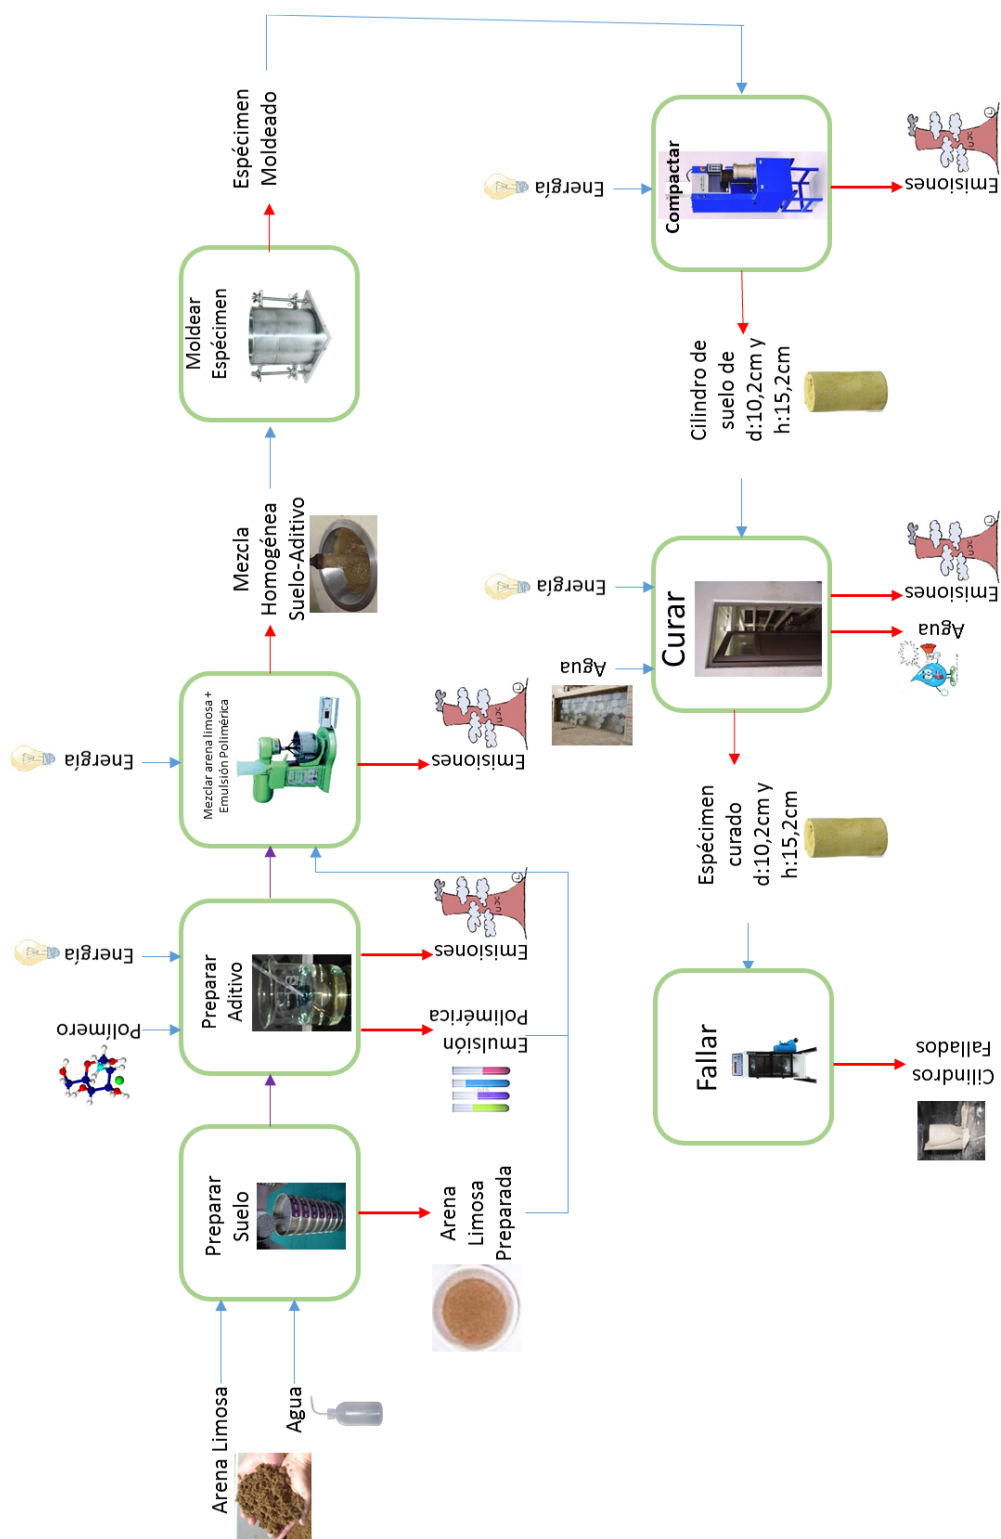 Arena Limosa
Agua
Preparar
Suelo
Arena
Limosa
Preparada
Polímero
Energía
Preparar
Aditivo
Emulsión
Polimérica
Emisiones
Energía
Mezclar arena limosa +
Emulsión Polimérica
Emisiones
Mezcla
Homogénea
Suelo-Aditivo
Moldear
Espécimen
Espécimen
Moldeado
Energía
Compactar
Emisiones
Cilindro de
suelo de
d:10,2cm y
h:15,2cm
Agua
Energía
Curar
Agua
Emisiones
Espécimen
curado
d:10,2cm y
h:15,2cm
Fallar
Cilindros
Fallados